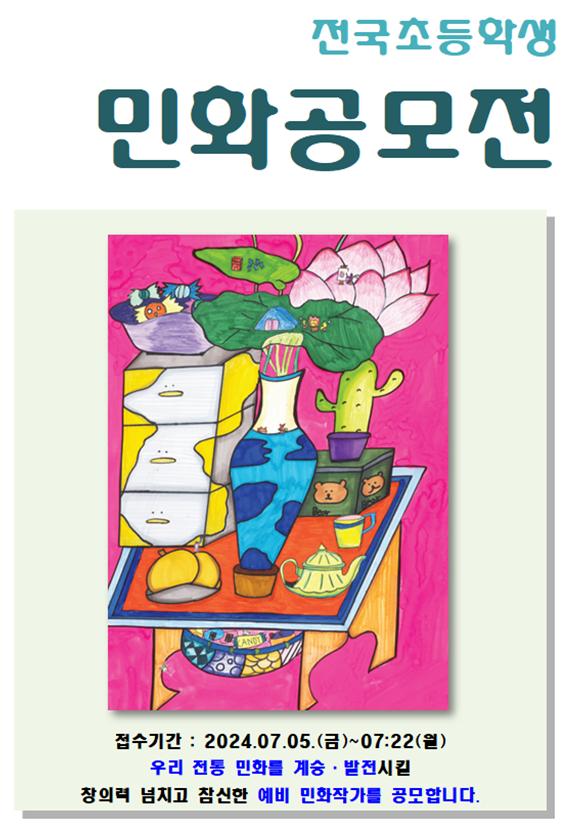 전국초등학생
민화공모전
Bear
CANDY
접수기간 : 2024.07.05.(금)~07:22(월)
우리 전통 민화를 계승·발전시킬
창의력 넘치고 참신한 예비 민화작가를 공모합니다.